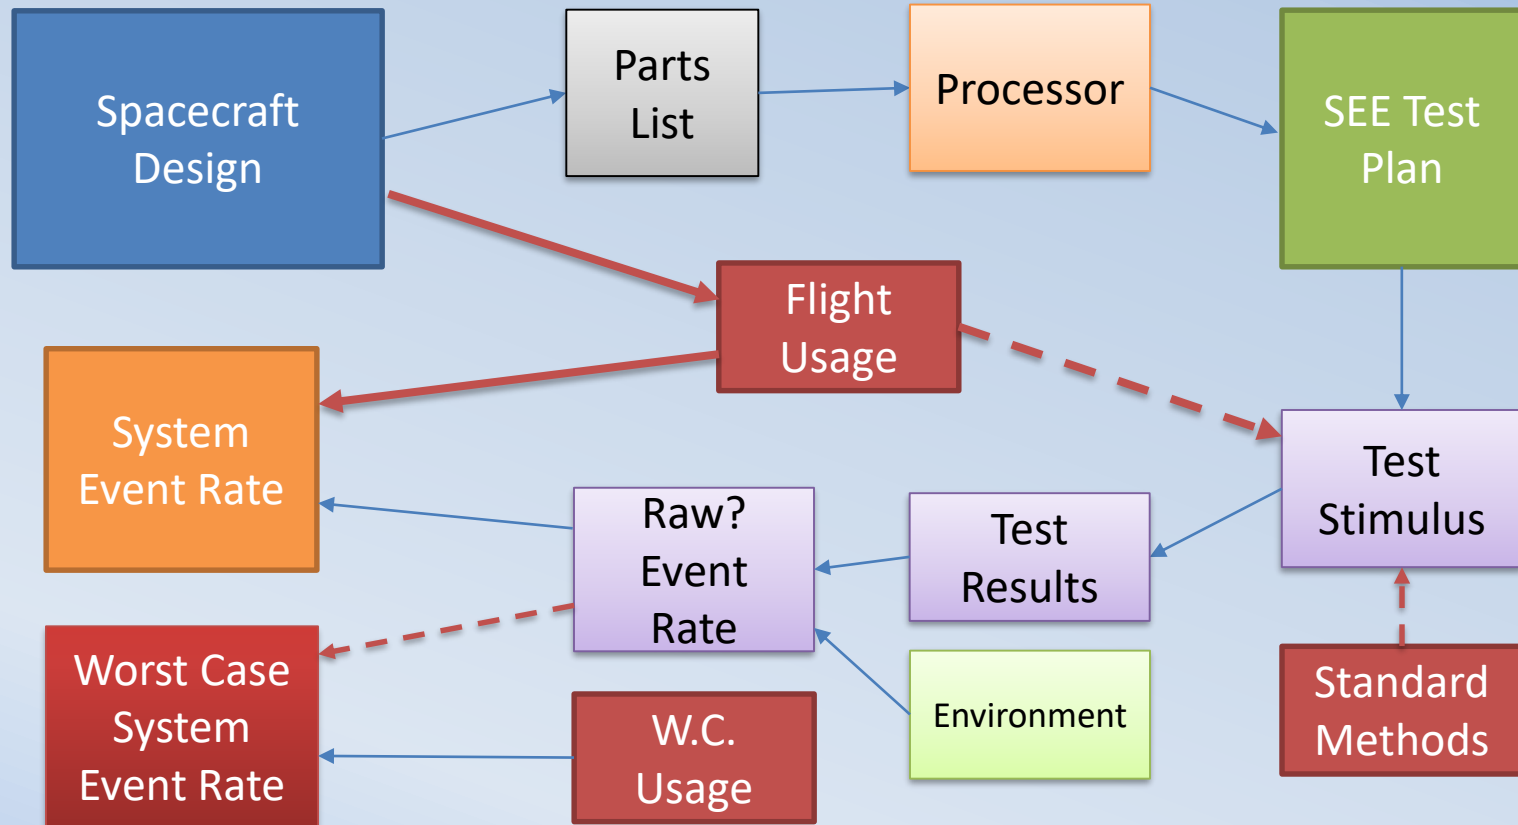 Spacecraft
Design
Parts
List
Processor
SEE Test
Plan
Flight
Usage
System
Event Rate
Raw?
Event
Rate
Test
Results
Test
Stimulus
Worst Case
System
Event Rate
W.C.
Usage
Environment
Standard
Methods